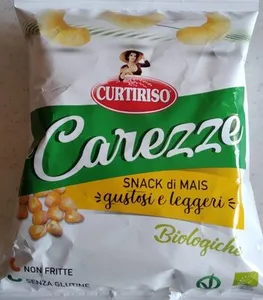 CURTIRISO
Carezze
SNACK di MAIS
gustosi e leggeri
Biologiche
NON FRITTE
SENZA GLUTINE